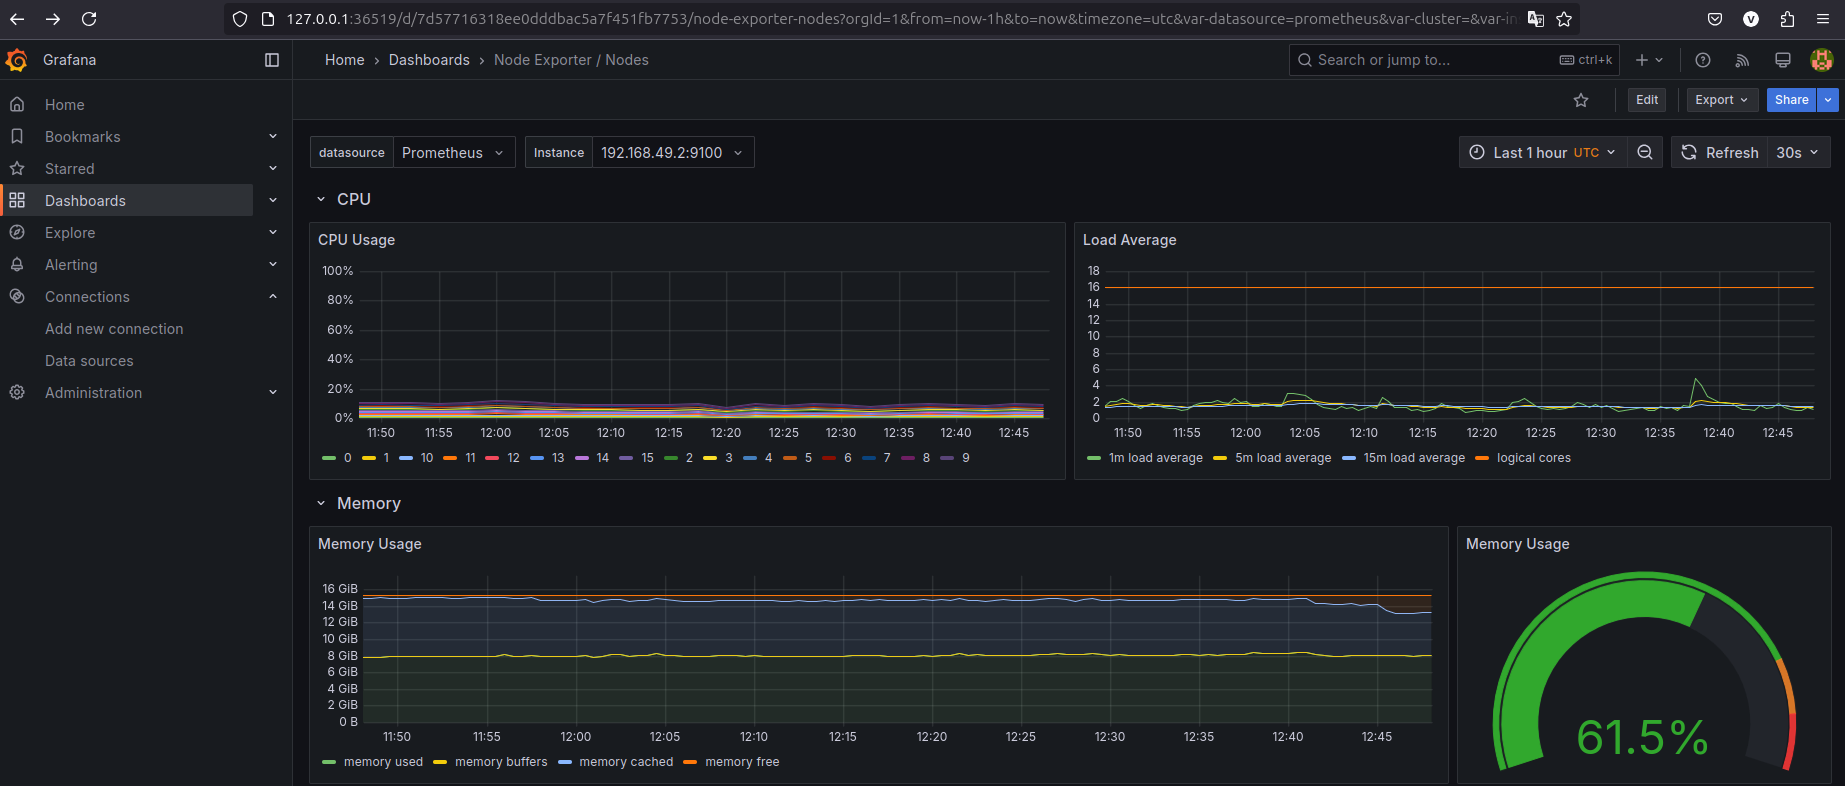 127.0.0.1:36519/d/7d57716318ee0dddbac5a7f451fb7753/node-exporter-nodes?orgId=1&from=now-1h&to=now&timezone=utc&var-datasource=prometheus&var-cluster=&var-in
Grafana
Home › Dashboards › Node Exporter / Nodes
Search or jump to...
ctrl+k
Edit
Export
Share
Home
Bookmarks
Starred
Dashboards
Explore
Alerting
Connections
Add new connection
Data sources
Administration
datasource Prometheus
Instance 192.168.49.2:9100
Last 1 hour UTC
Refresh 30s
CPU
CPU Usage
100%
80%
60%
40%
20%
0%
11:50 11:55 12:00 12:05 12:10 12:15 12:20 12:25 12:30 12:35 12:40 12:45
0 1 10 11 12 13 14 15 2 3 4 5 6 7 8 9
Load Average
18
16
14
12
10
8
6
4
2
0
11:50 11:55 12:00 12:05 12:10 12:15 12:20 12:25 12:30 12:35 12:40 12:45
1m load average 5m load average 15m load average logical cores
Memory
Memory Usage
16 GiB
14 GiB
12 GiB
10 GiB
8 GiB
6 GiB
4 GiB
2 GiB
0 B
11:50 11:55 12:00 12:05 12:10 12:15 12:20 12:25 12:30 12:35 12:40 12:45
memory used memory buffers memory cached memory free
Memory Usage
61.5%